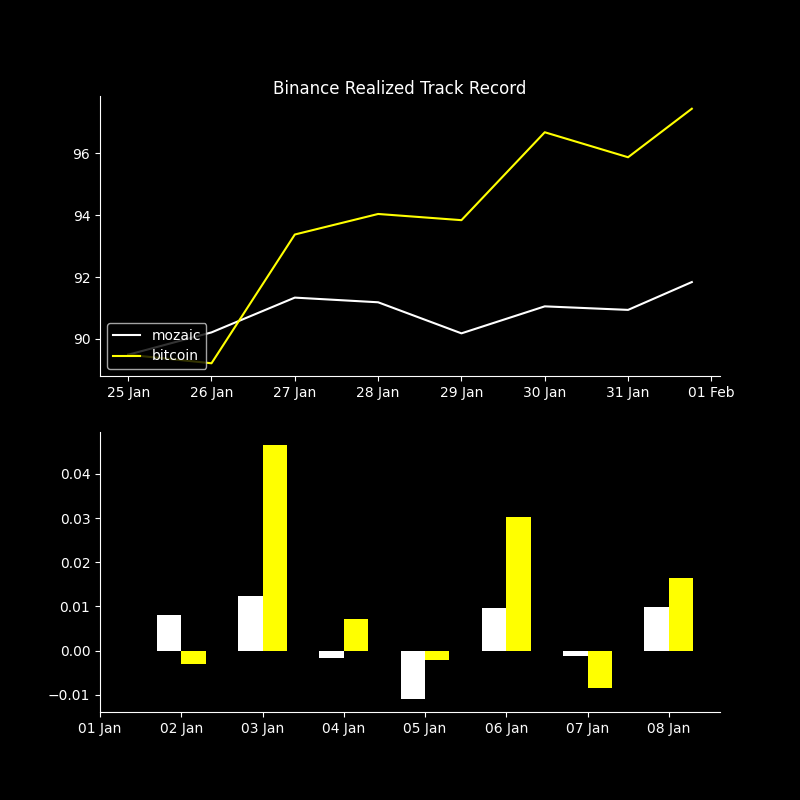 Binance Realized Track Record
96
94
92
90
mozaic
bitcoin
25 Jan 26 Jan 27 Jan 28 Jan 29 Jan 30 Jan 31 Jan 01 Feb
0.04
0.03
0.02
0.01
0.00
−0.01
01 Jan 02 Jan 03 Jan 04 Jan 05 Jan 06 Jan 07 Jan 08 Jan